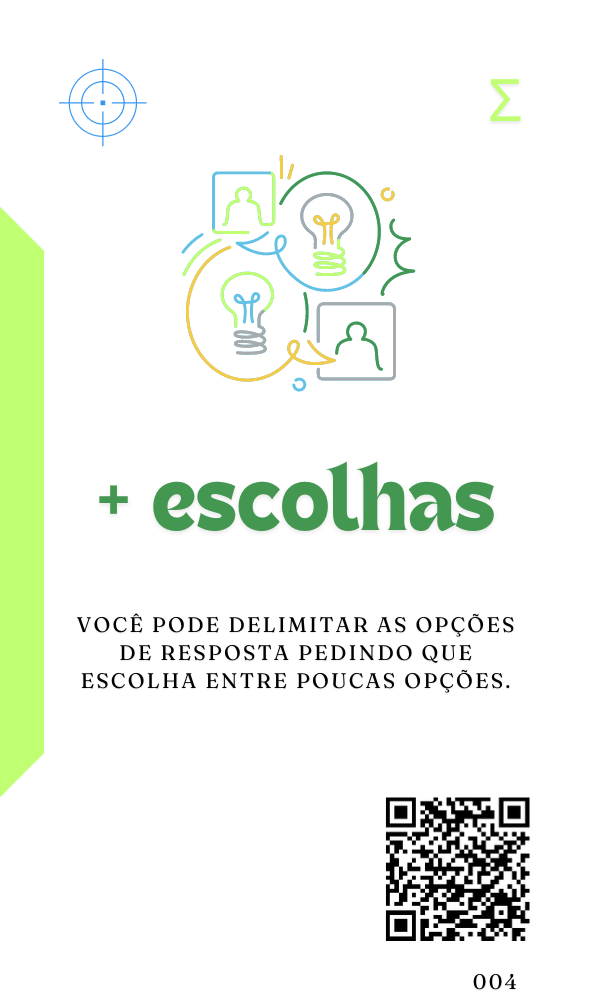 Σ
+ escolhas
VOCÊ PODE DELIMITAR AS OPÇÕES
DE RESPOSTA PEDINDO QUE
ESCOLHA ENTRE POUCAS OPÇÕES.
004